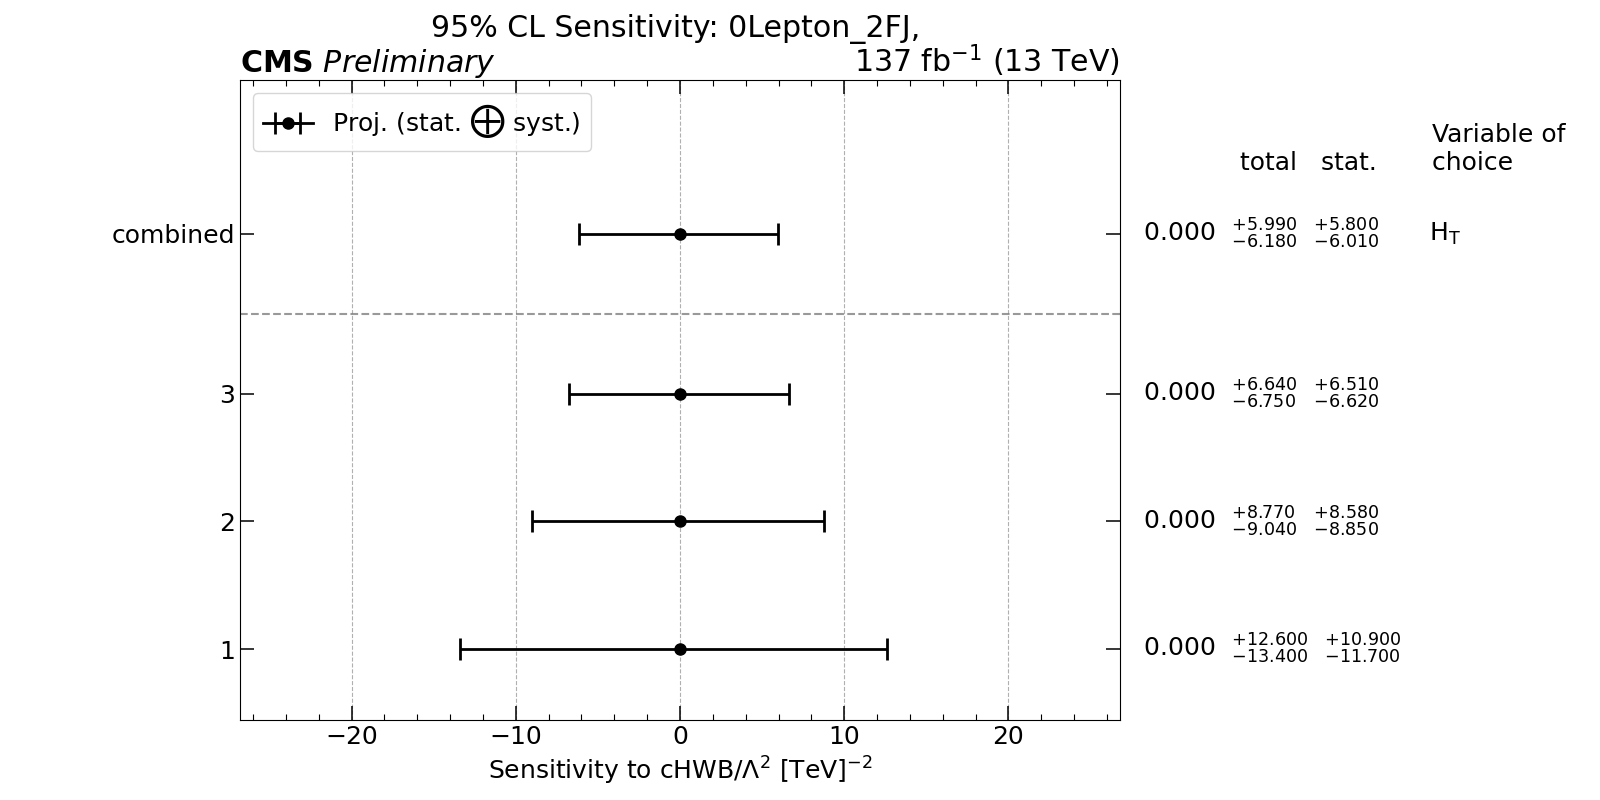 95% CL Sensitivity: 0Lepton_2FJ,
CMS Preliminary 137 fb⁻¹ (13 TeV)
Proj. (stat. ⊕ syst.)
Variable of
choice
total stat.
combined 0.000 +5.990 −6.180 +5.800 −6.010 H_T
3 0.000 +6.640 −6.750 +6.510 −6.620
2 0.000 +8.770 −9.040 +8.580 −8.850
1 0.000 +12.600 −13.400 +10.900 −11.700
−20 −10 0 10 20
Sensitivity to cHWB/Λ² [TeV]⁻²